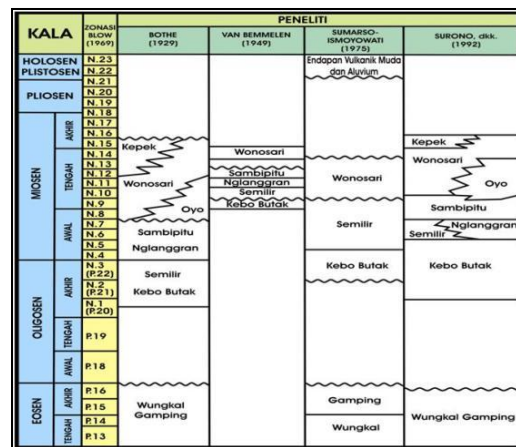 KALA
ZONASI
BLOW
(1969)
PENELITI
BOTHE
(1929)
VAN BEMMELEN
(1949)
SUMARSO-
ISMOYOWATI
(1975)
SURONO, dkk.
(1992)
HOLOSEN
PLISTOSEN
PLIOSEN
MIOSEN
AKHIR
TENGAH
AWAL
OLIGOSEN
AKHIR
TENGAH
AWAL
EOSEN
AKHIR
TENGAH
N.23
N.22
N.21
N.20
N.19
N.18
N.17
N.16
N.15
N.14
N.13
N.12
N.11
N.10
N.9
N.8
N.7
N.6
N.5
N.4
N.3
(P.22)
N.2
(P.21)
N.1
(P.20)
P.19
P.18
P.16
P.15
P.14
P.13
Kepek
Wonosari
Oyo
Sambipitu
Nglanggran
Semilir
Kebo Butak
Wungkal
Gamping
Wonosari
Sambipitu
Nglanggran
Semilir
Kebo Butak
Endapan Vulkanik Muda
dan Aluvium
Wonosari
Semilir
Kebo Butak
Gamping
Wungkal
Kepek
Wonosari
Oyo
Sambipitu
Nglanggran
Semilir
Kebo Butak
Wungkal Gamping